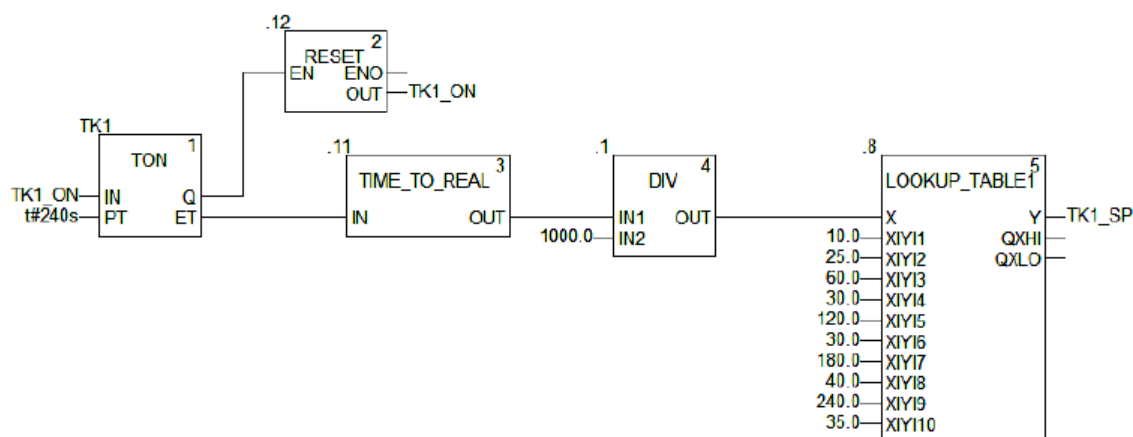 .12
2
RESET
EN ENO
OUT TK1_ON
TK1
1
TON
TK1_ON IN Q
t#240s PT ET
.11
3
TIME_TO_REAL
IN OUT
.1
4
DIV
IN1 OUT
1000.0 IN2
.8
5
LOOKUP_TABLE1
X Y TK1_SP
10.0 XIYI1 QXHI
25.0 XIYI2 QXLO
60.0 XIYI3
30.0 XIYI4
120.0 XIYI5
30.0 XIYI6
180.0 XIYI7
40.0 XIYI8
240.0 XIYI9
35.0 XIYI10